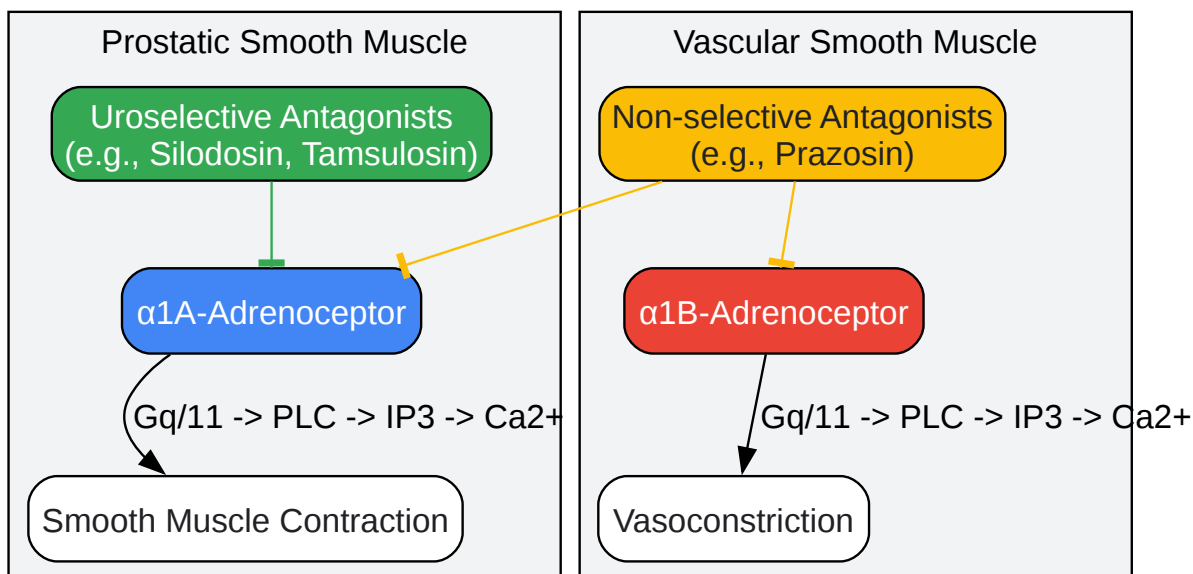 Prostatic Smooth Muscle
Uroselective Antagonists
(e.g., Silodosin, Tamsulosin)
α1A-Adrenoceptor
Gq/11 -> PLC -> IP3 -> Ca2+
Smooth Muscle Contraction
Vascular Smooth Muscle
Non-selective Antagonists
(e.g., Prazosin)
α1B-Adrenoceptor
Gq/11 -> PLC -> IP3 -> Ca2+
Vasoconstriction